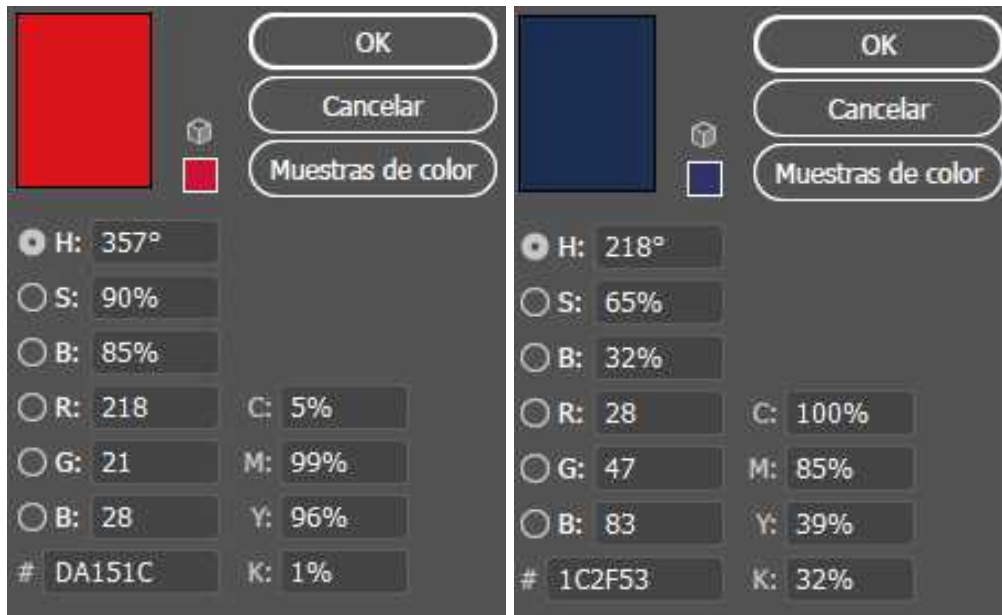 OK
Cancelar
Muestras de color
H: 357°
S: 90%
B: 85%
R: 218 C: 5%
G: 21 M: 99%
B: 28 Y: 96%
# DA151C K: 1%
OK
Cancelar
Muestras de color
H: 218°
S: 65%
B: 32%
R: 28 C: 100%
G: 47 M: 85%
B: 83 Y: 39%
# 1C2F53 K: 32%